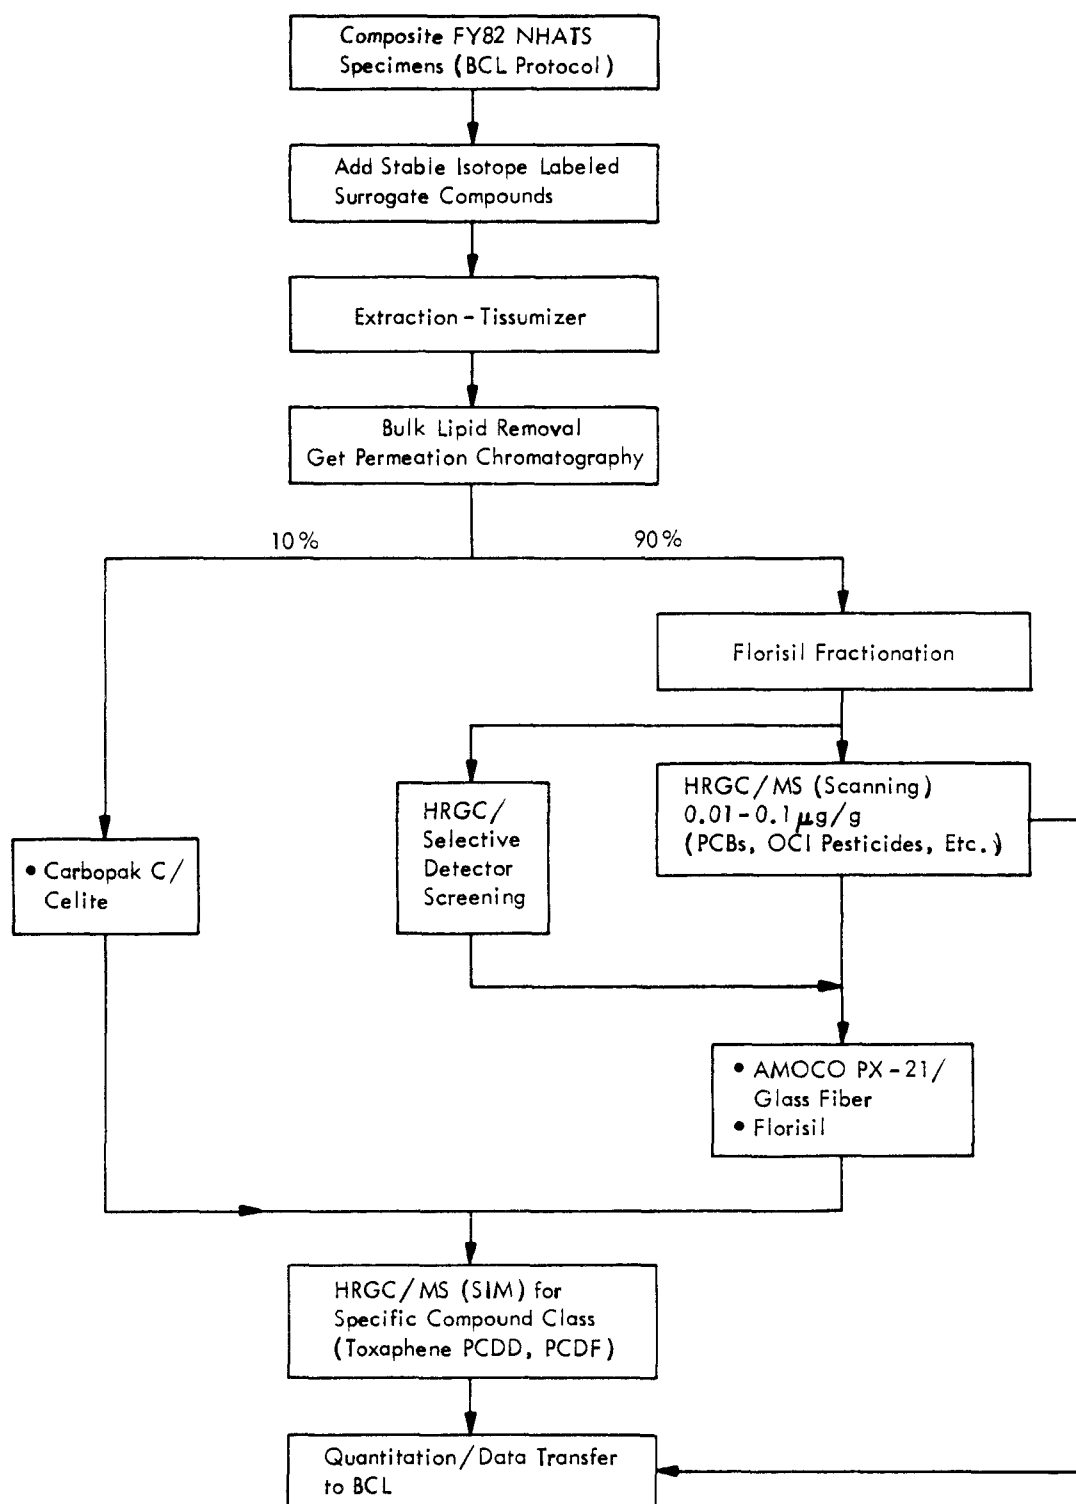 Composite FY82 NHATS
Specimens (BCL Protocol)
Add Stable Isotope Labeled
Surrogate Compounds
Extraction - Tissumizer
Bulk Lipid Removal
Get Permeation Chromatography
10%
90%
Florisil Fractionation
HRGC/
Selective
Detector
Screening
HRGC/MS (Scanning)
0.01-0.1 μg/g
(PCBs, OCl Pesticides, Etc.)
• Carbopak C/
Celite
• AMOCO PX-21/
Glass Fiber
• Florisil
HRGC/MS (SIM) for
Specific Compound Class
(Toxaphene PCDD, PCDF)
Quantitation/Data Transfer
to BCL